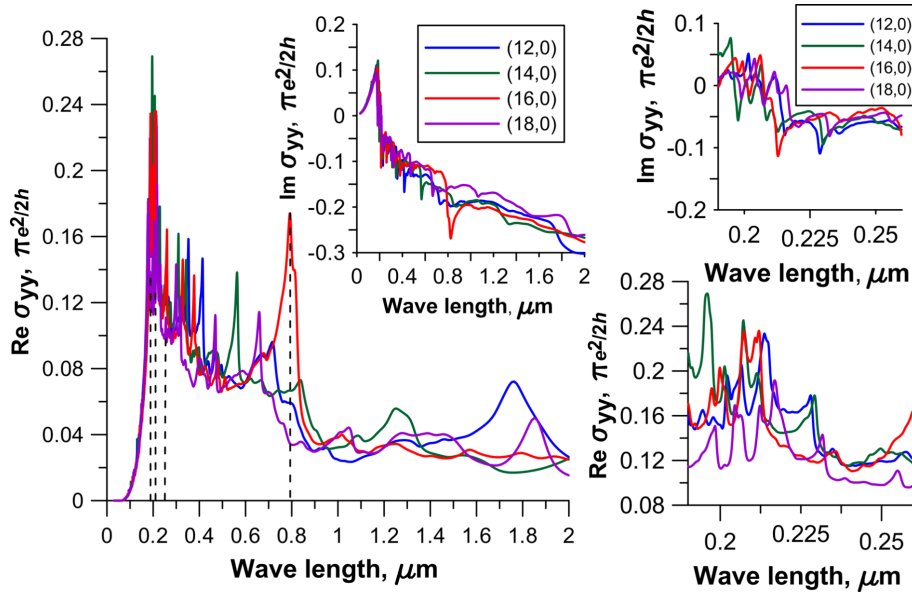 Re σyy, πe²/2h
0.28
0.24
0.2
0.16
0.12
0.08
0.04
0
0 0.2 0.4 0.6 0.8 1 1.2 1.4 1.6 1.8 2
Wave length, μm
Im σyy, πe²/2h
0.2
0.1
0
-0.1
-0.2
-0.3
0 0.4 0.8 1.2 1.6 2
Wave length, μm
(12,0)
(14,0)
(16,0)
(18,0)
Im σyy, πe²/2h
0.1
0
-0.1
-0.2
0.2 0.225 0.25
Wave length, μm
(12,0)
(14,0)
(16,0)
(18,0)
Re σyy, πe²/2h
0.28
0.24
0.20
0.16
0.12
0.08
0.2 0.225 0.25
Wave length, μm